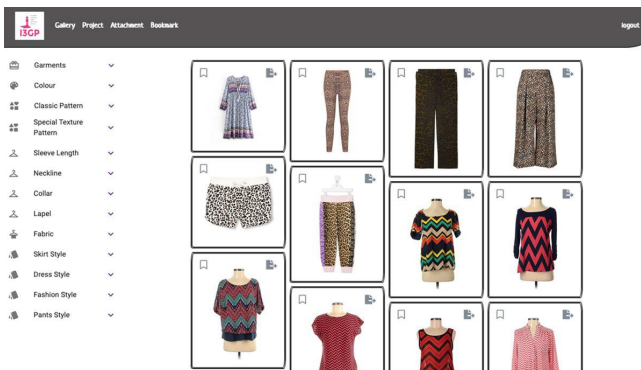 I3GP
Gallery Project Attachment Bookmark
logout
Garments
Colour
Classic Pattern
Special Texture
Pattern
Sleeve Length
Neckline
Collar
Lapel
Fabric
Skirt Style
Dress Style
Fashion Style
Pants Style